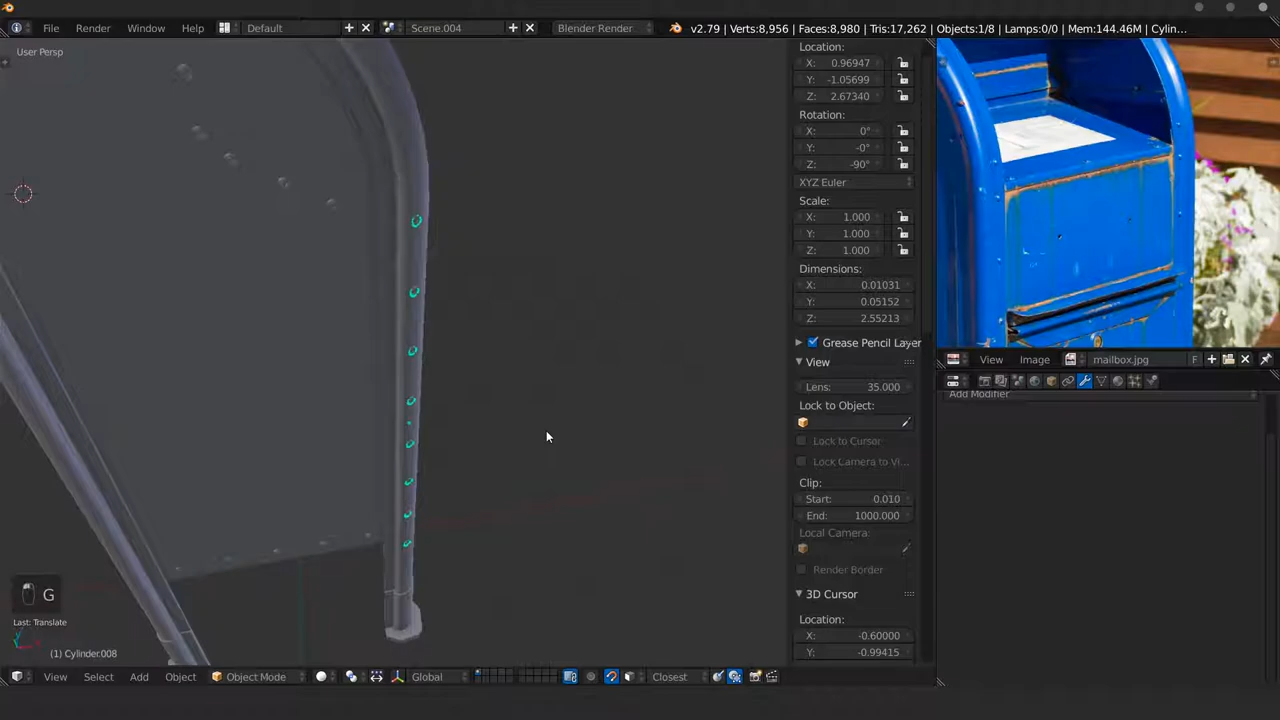 File Render Window Help Default Scene.004 Blender Render v2.79 | Verts:8,956 | Faces:8,980 | Tris:17,262 | Objects:1/8 | Lamps:0/0 | Mem:144.46M | Cylin...
User Persp
Location:
X: 0.96947
Y: -1.05699
Z: 2.67340
Rotation:
X: 0°
Y: -0°
Z: -90°
XYZ Euler
Scale:
X: 1.000
Y: 1.000
Z: 1.000
Dimensions:
X: 0.01031
Y: 0.05152
Z: 2.55213
Grease Pencil Layer
View
Lens: 35.000
Lock to Object:
Lock to Cursor
Lock Camera to Vi...
Clip:
Start: 0.010
End: 1000.000
Local Camera:
Render Border
3D Cursor
Location:
X: -0.60000
Y: -0.99415
View Image mailbox.jpg F
Add Modifier
G
Last: Translate
(1) Cylinder.008
View Select Add Object Object Mode Global Closest